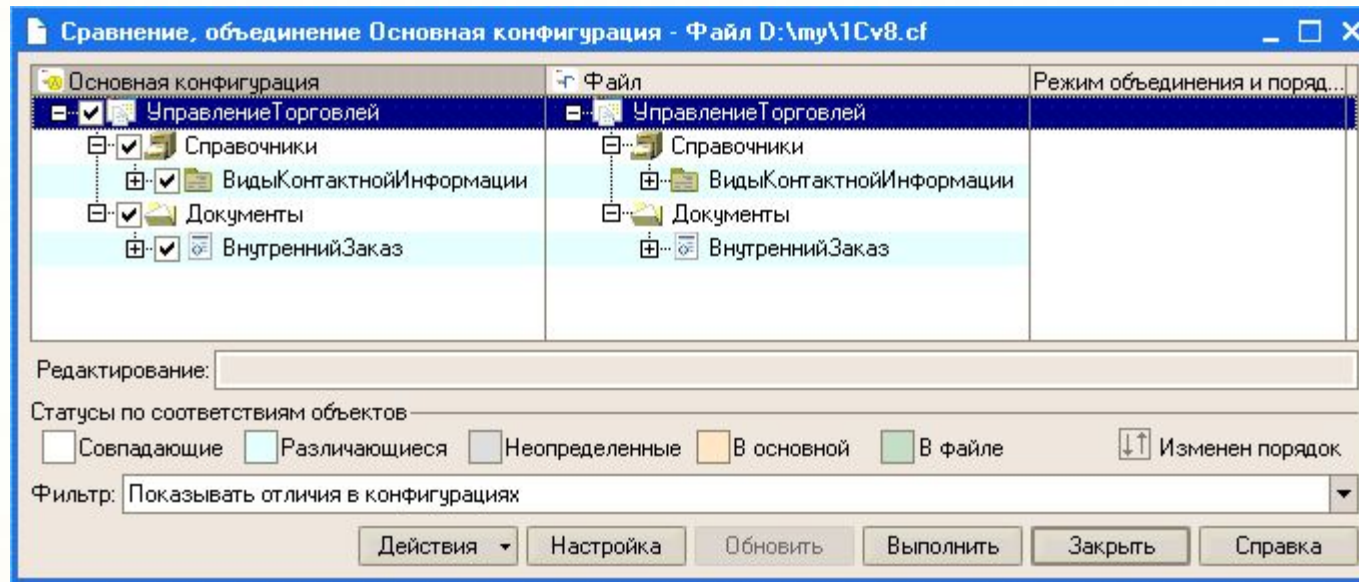 Сравнение, объединение Основная конфигурация - Файл D:\my\1Cv8.cf
Основная конфигурация Файл Режим объединения и поряд...
УправлениеТорговлей УправлениеТорговлей
Справочники Справочники
ВидыКонтактнойИнформации ВидыКонтактнойИнформации
Документы Документы
ВнутреннийЗаказ ВнутреннийЗаказ
Редактирование:
Статусы по соответствиям объектов
Совпадающие Различающиеся Неопределенные В основной В файле Изменен порядок
Фильтр: Показывать отличия в конфигурациях
Действия Настройка Обновить Выполнить Закрыть Справка